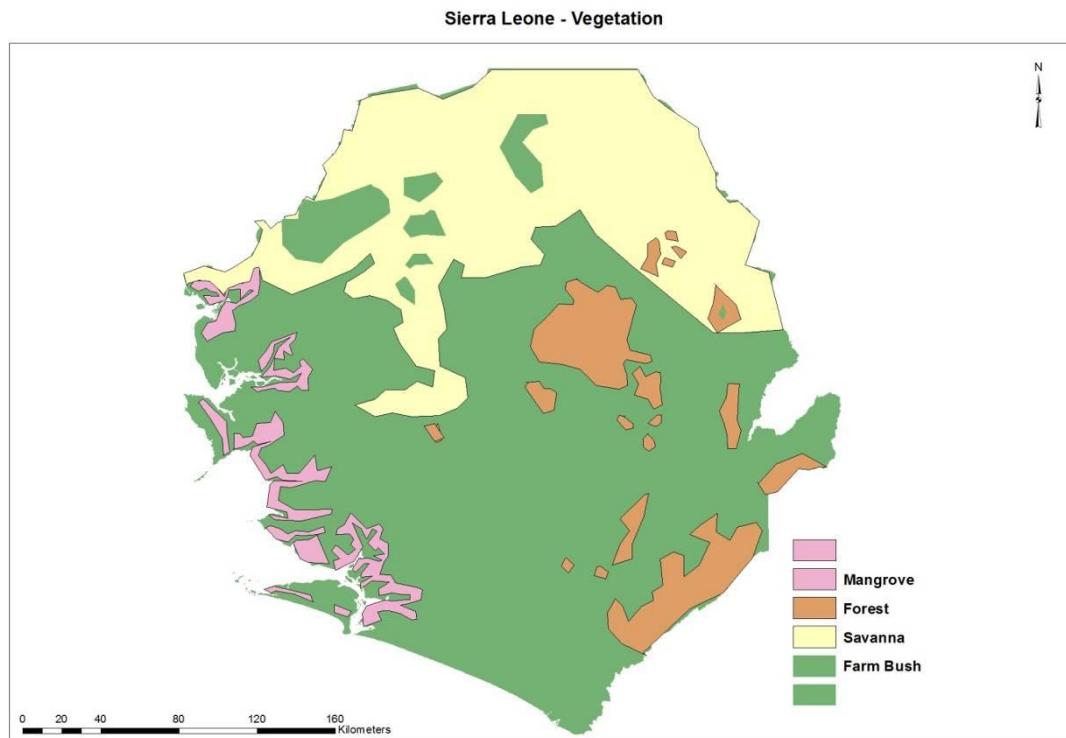 Sierra Leone - Vegetation
N
Mangrove
Forest
Savanna
Farm Bush
0 20 40 80 120 160
Kilometers